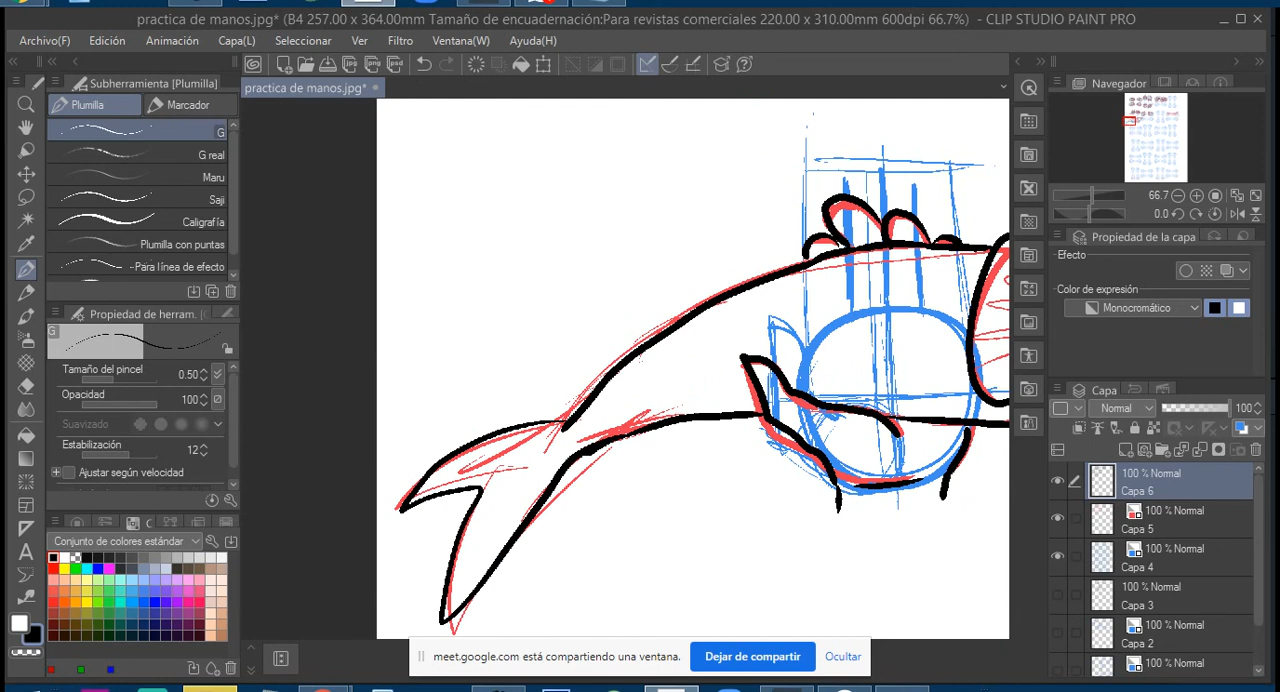 practica de manos.jpg* (B4 257.00 x 364.00mm Tamaño de encuadernación:Para revistas comerciales 220.00 x 310.00mm 600dpi 66.7%) - CLIP STUDIO PAINT PRO
Archivo(F) Edición Animación Capa(L) Seleccionar Ver Filtro Ventana(W) Ayuda(H)
Subherramienta [Plumilla]
practica de manos.jpg*
Navegador
Plumilla Marcador
G
G real
Maru
Saji
Caligrafía
Plumilla con puntas
-Para línea de efecto
66.7
0.0
Propiedad de la capa
Efecto
Color de expresión
Monocromático
Propiedad de herram.
G
Tamaño del pincel 0.50
Opacidad 100
Suavizado
Estabilización
12
Ajustar según velocidad
Capa
Normal 100
100 % Normal
Capa 6
100 % Normal
Capa 5
100 % Normal
Capa 4
100 % Normal
Capa 3
100 % Normal
Capa 2
100 % Normal
Conjunto de colores estándar
meet.google.com está compartiendo una ventana. Dejar de compartir Ocultar